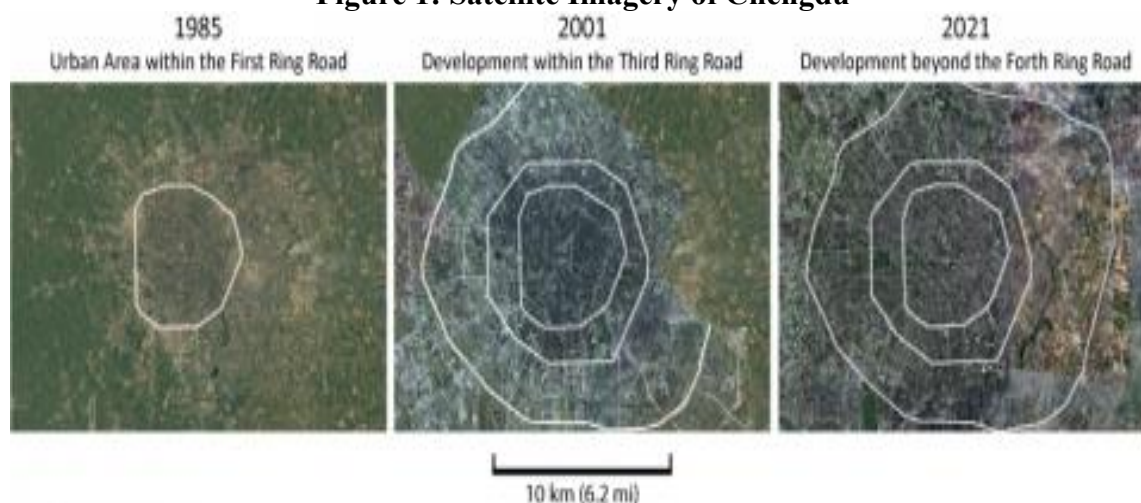 Figure 1: Satellite Imagery of Chengdu
1985
Urban Area within the First Ring Road
2001
Development within the Third Ring Road
2021
Development beyond the Forth Ring Road
10 km (6.2 mi)